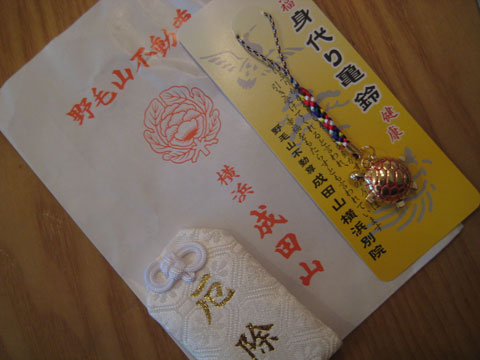 野毛山不動尊
横浜 成田山
福
身代り亀鈴
健康
野毛山不動尊 成田山横浜別院
厄除